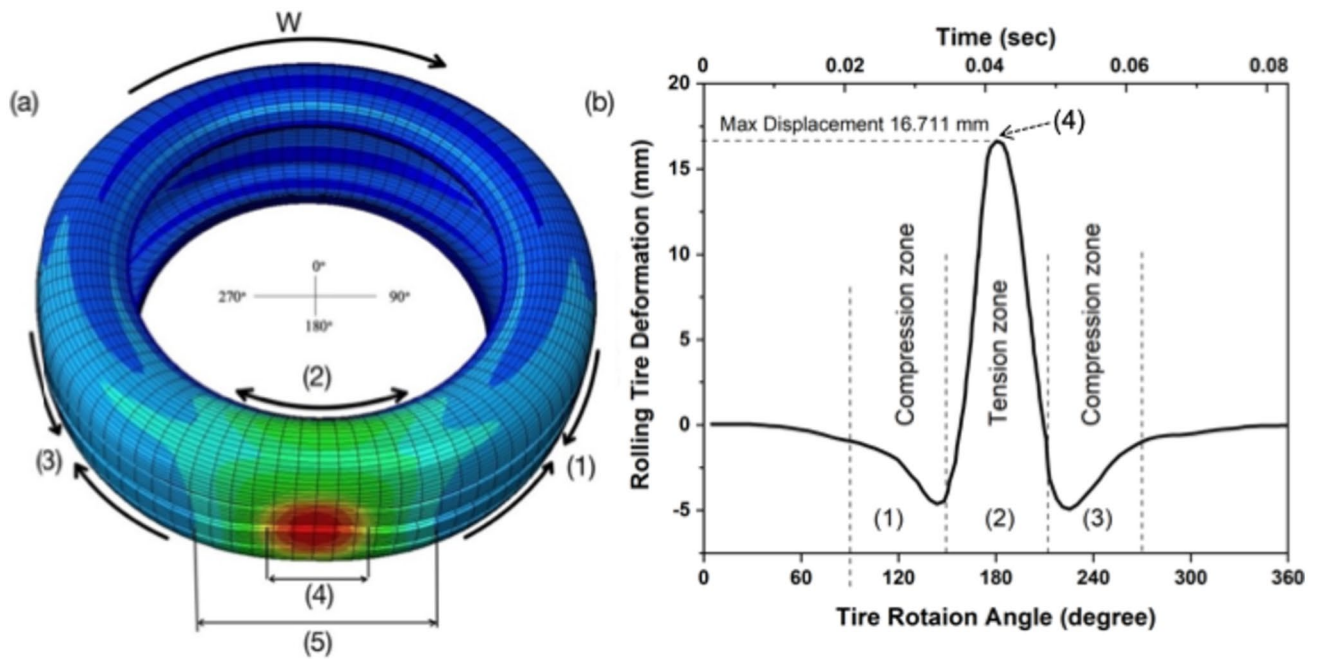 (a)
W
0°
270°
90°
180°
(2)
(3)
(1)
(4)
(5)
(b)
Time (sec)
0 0.02 0.04 0.06 0.08
Rolling Tire Deformation (mm)
20
15
10
5
0
-5
Max Displacement 16.711 mm
(4)
Compression zone
Tension zone
Compression zone
(1) (2) (3)
0 60 120 180 240 300 360
Tire Rotaion Angle (degree)